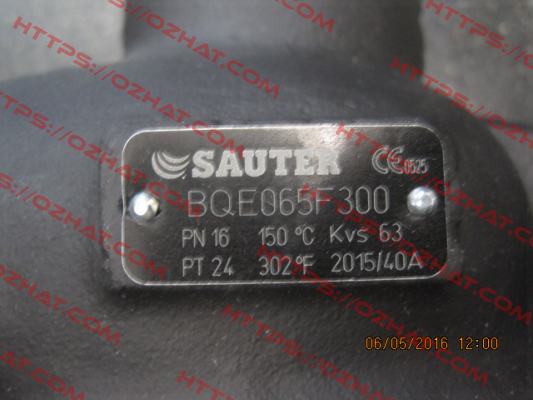 SAUTER CE 0525
BQE065F300
PN 16 150 °C Kvs 63
PT 24 302 °F 2015/40A
06/05/2016 12:00
HTTPS://OZHAT.COM